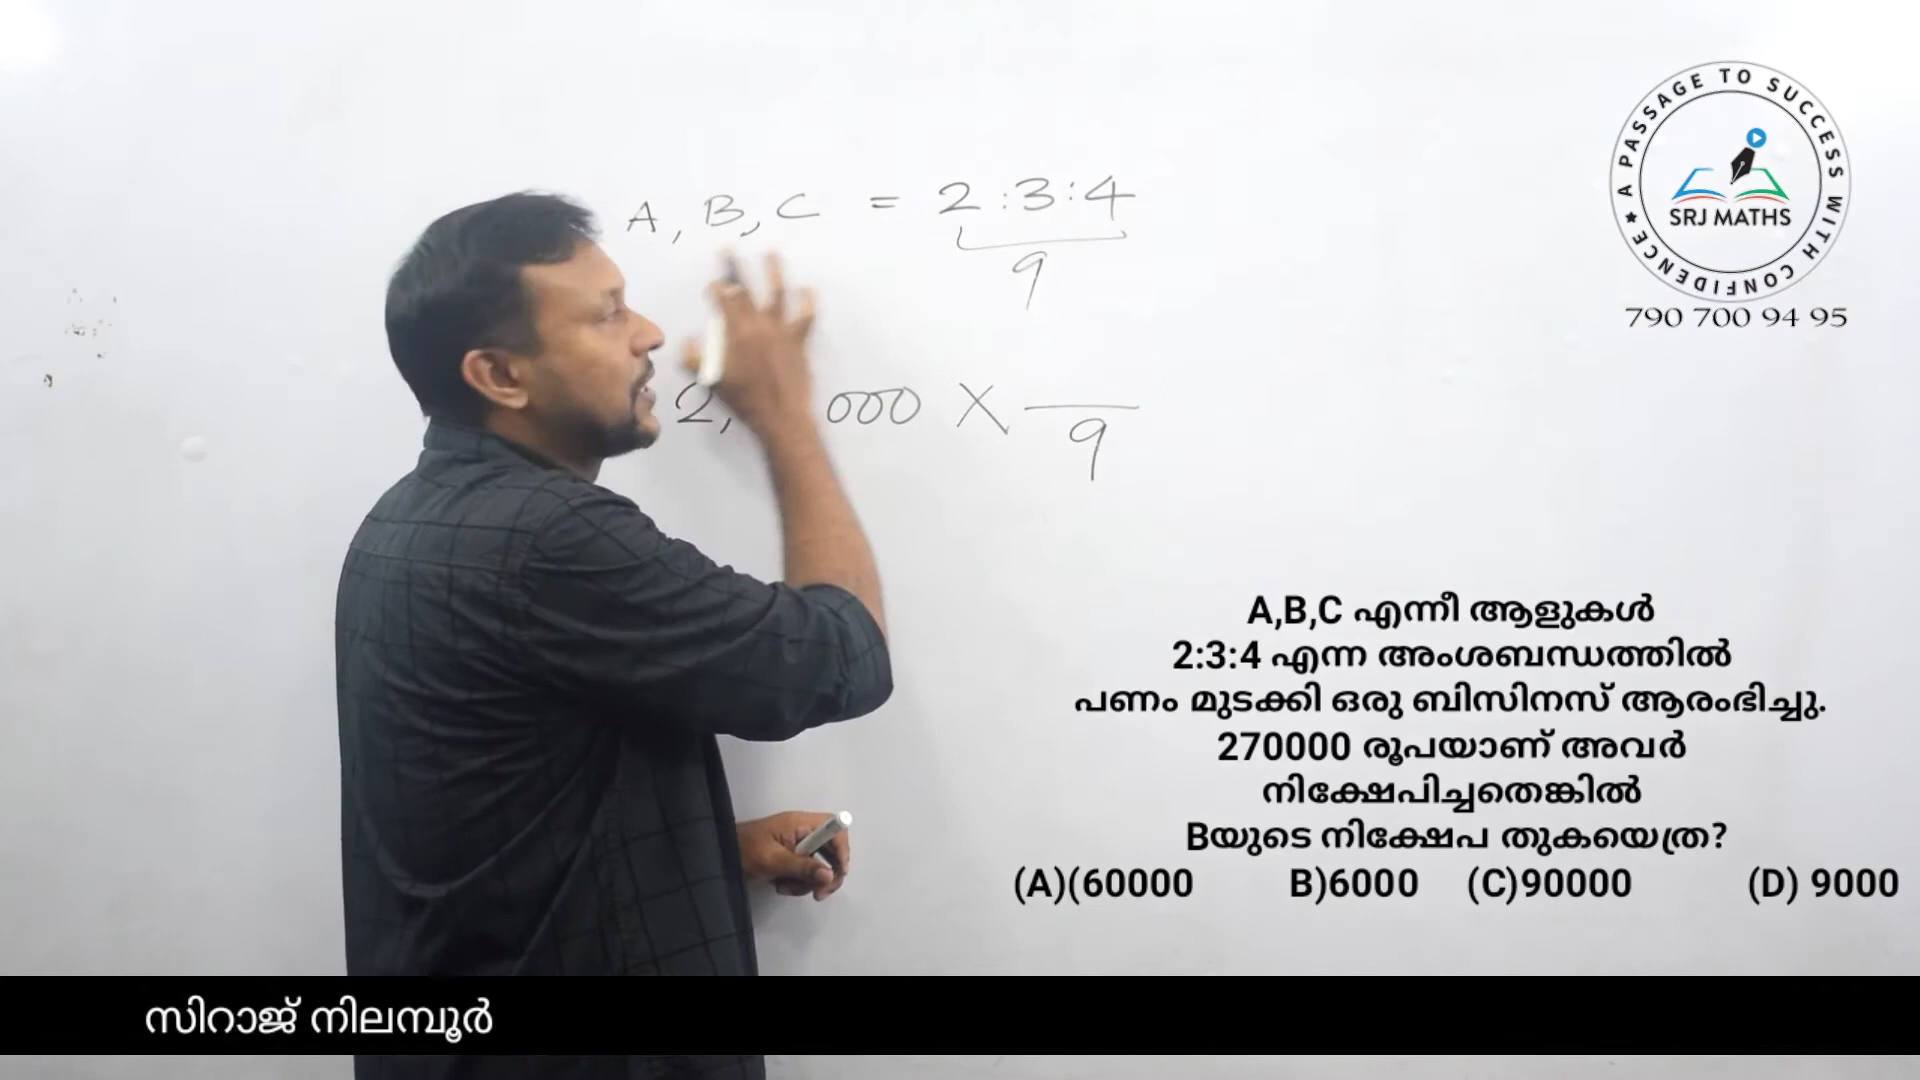 A PASSAGE TO SUCCESS WITH CONFIDENCE
SRJ MATHS
790 700 94 95
A, B, C = 2:3:4
9
2, 000 ×
9
A,B,C എന്നീ ആളുകൾ
2:3:4 എന്ന അംശബന്ധത്തിൽ
പണം മുടക്കി ഒരു ബിസിനസ് ആരംഭിച്ചു.
270000 രൂപയാണ് അവർ
നിക്ഷേപിച്ചതെങ്കിൽ
Bയുടെ നിക്ഷേപ തുകയെത്ര?
(A)(60000 B)6000 (C)90000 (D) 9000
സിറാജ് നിലമ്പൂർ